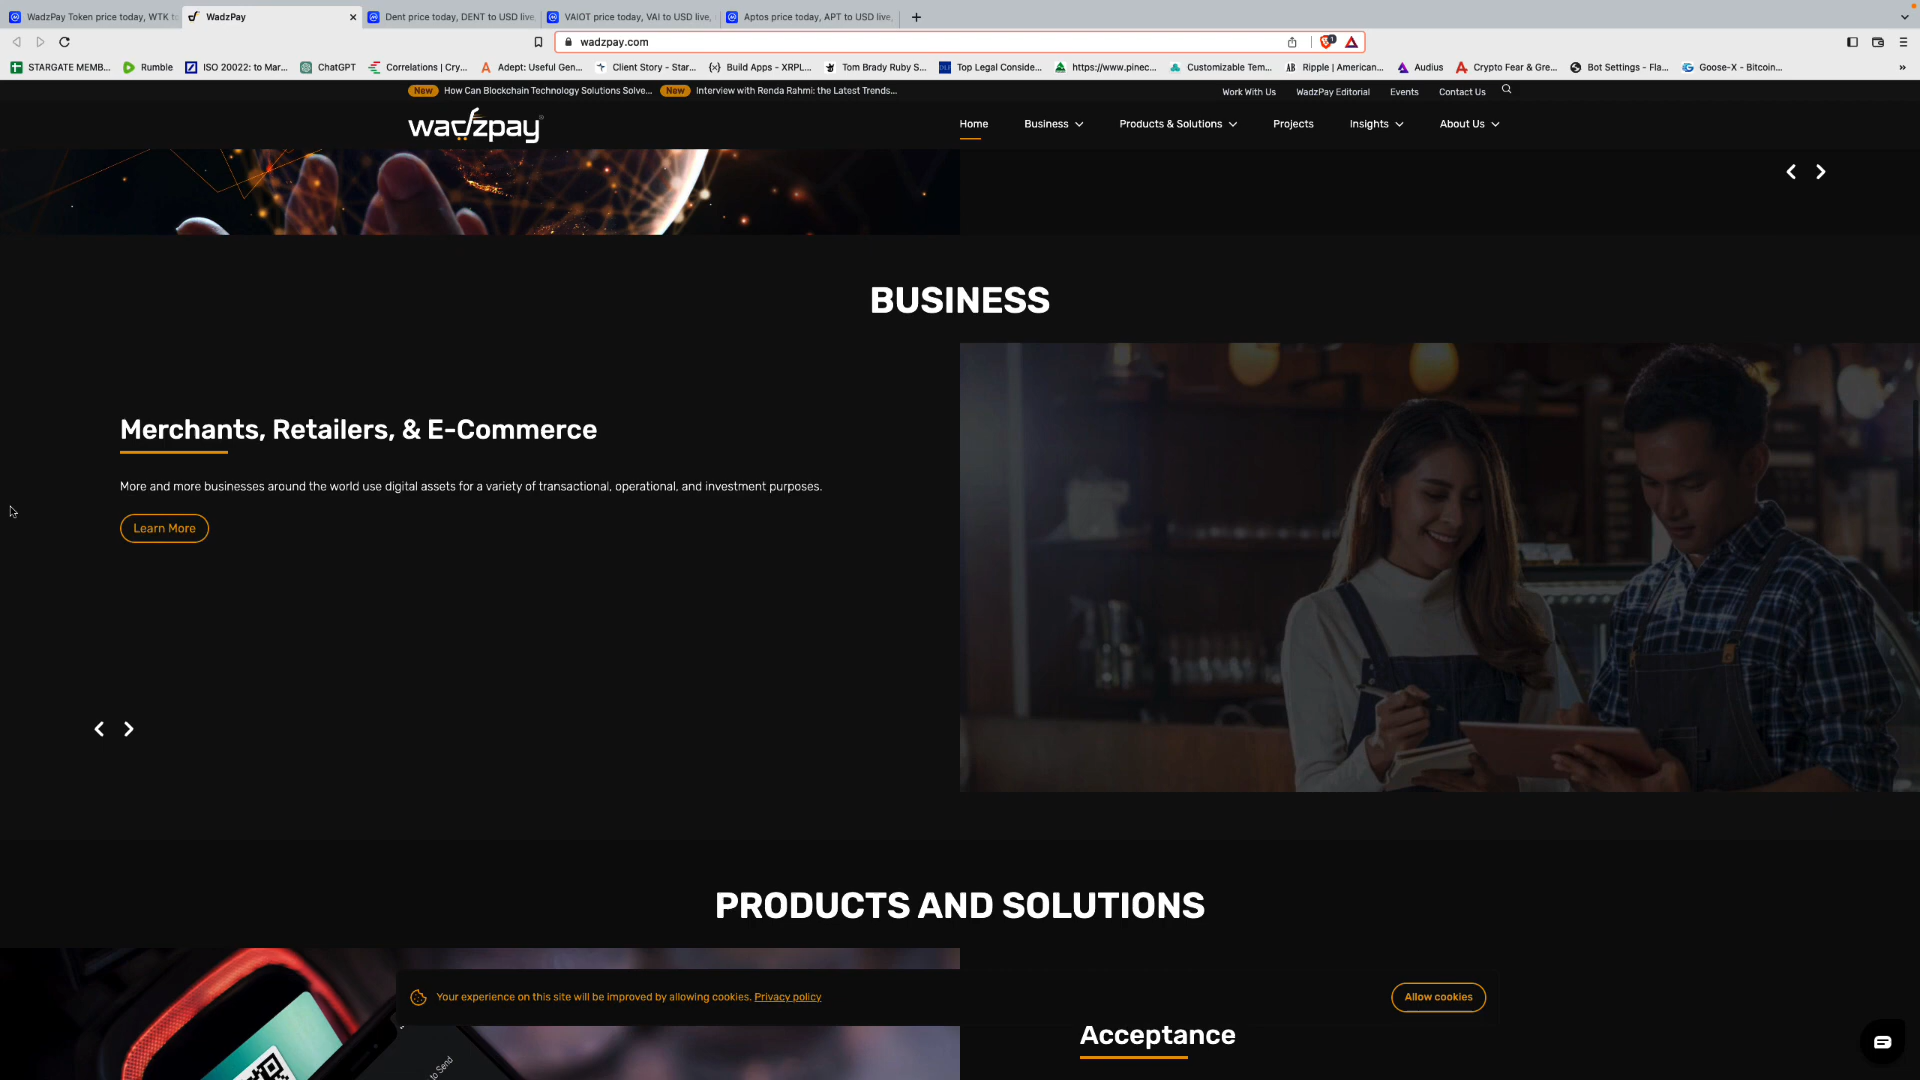 WadzPay Token price today, WTK t
WadzPay
Dent price today, DENT to USD live,
VAIOT price today, VAI to USD live,
Aptos price today, APT to USD live,
wadzpay.com
STARGATE MEMB...
Rumble
ISO 20022: to Mar...
ChatGPT
Correlations | Cry...
Adept: Useful Gen...
Client Story - Star...
Build Apps - XRPL...
Tom Brady Ruby S...
Top Legal Conside...
https://www.pinec...
Customizable Tem...
Ripple | American...
Audius
Crypto Fear & Gre...
Bot Settings - Fla...
Goose-X - Bitcoin...
New How Can Blockchain Technology Solutions Solve...
New Interview with Renda Rahmi: the Latest Trends...
Work With Us
WadzPay Editorial
Events
Contact Us
wadzpay
Home
Business
Products & Solutions
Projects
Insights
About Us
BUSINESS
Merchants, Retailers, & E-Commerce
More and more businesses around the world use digital assets for a variety of transactional, operational, and investment purposes.
Learn More
PRODUCTS AND SOLUTIONS
Your experience on this site will be improved by allowing cookies. Privacy policy
Allow cookies
Acceptance
to Send